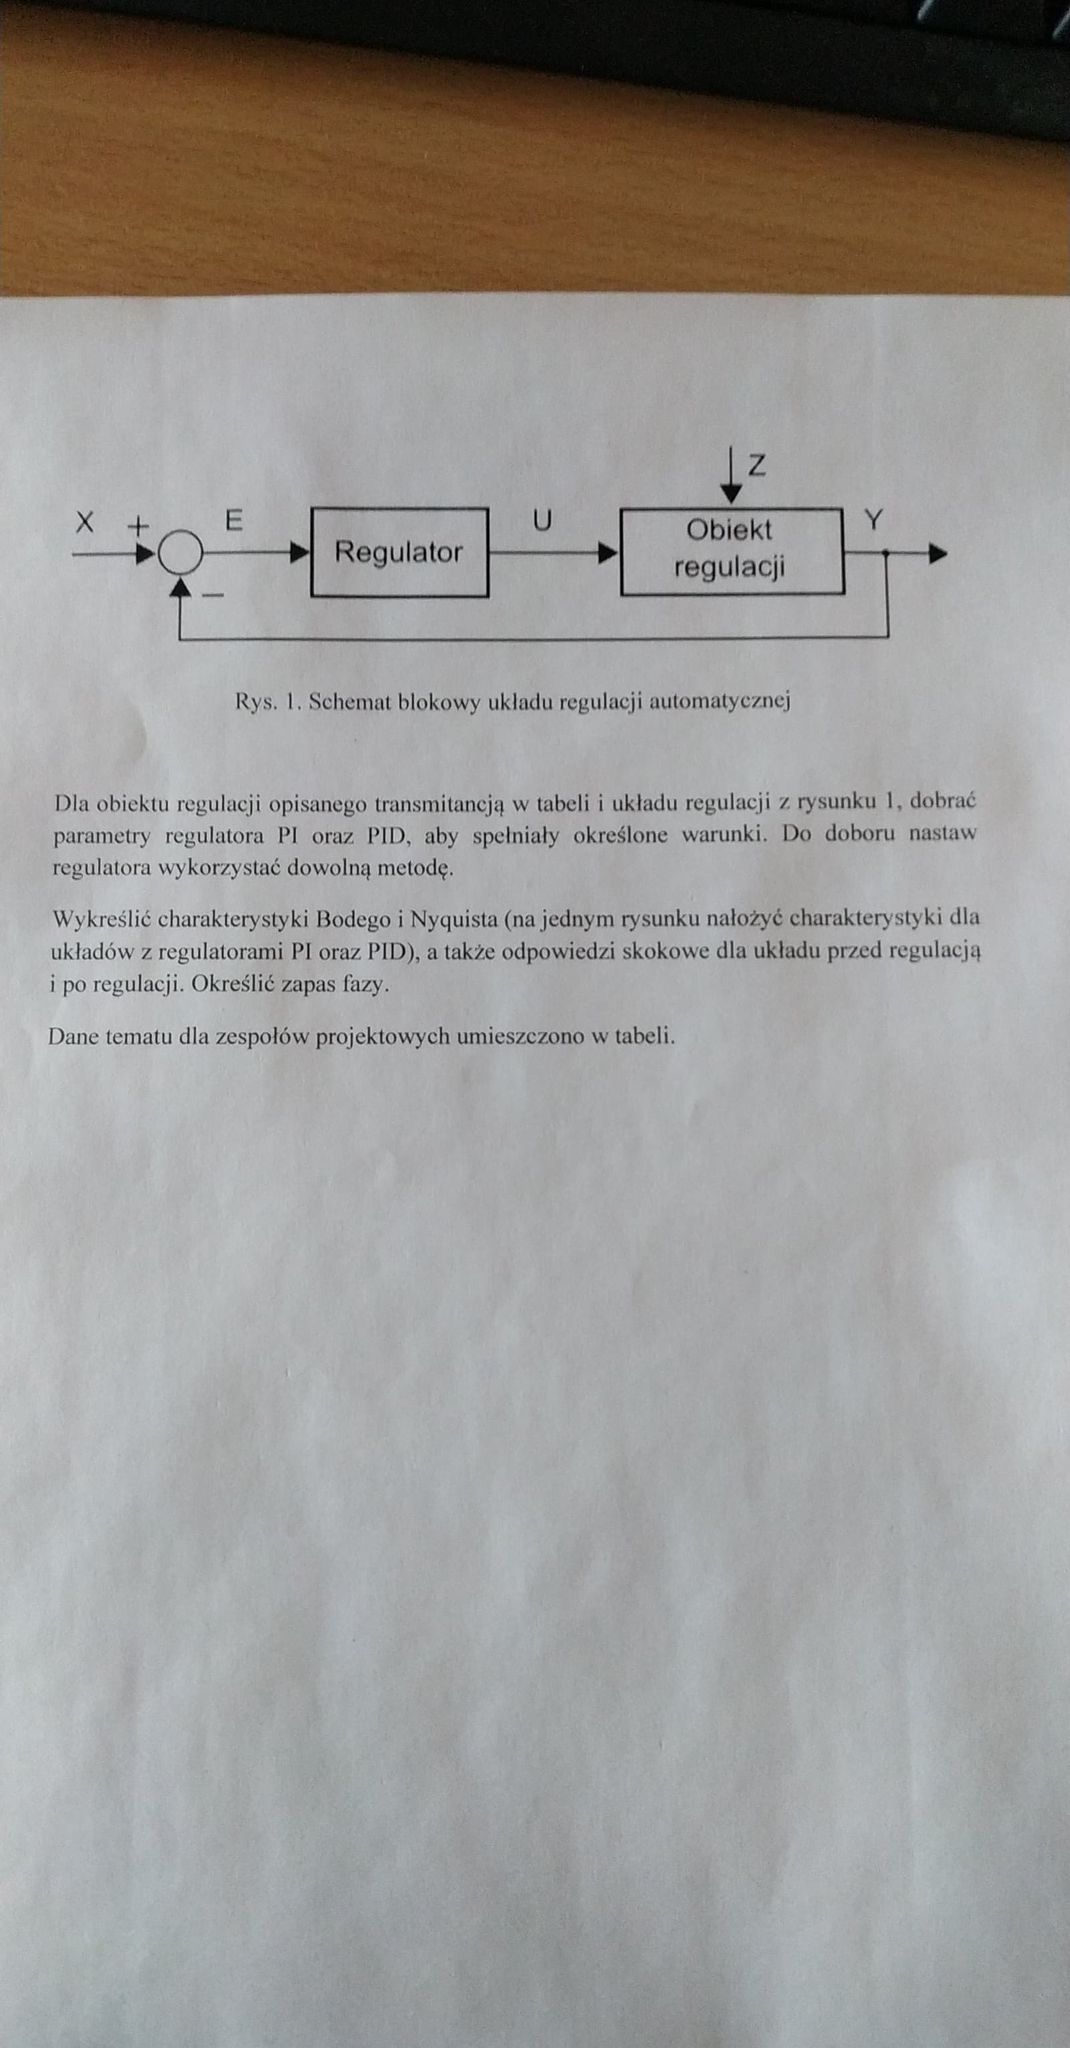 Z
X + E U Y
Regulator
Obiekt
regulacji
–
Rys. 1. Schemat blokowy układu regulacji automatycznej
Dla obiektu regulacji opisanego transmitancją w tabeli i układu regulacji z rysunku 1, dobrać
parametry regulatora PI oraz PID, aby spełniały określone warunki. Do doboru nastaw
regulatora wykorzystać dowolną metodę.
Wykreślić charakterystyki Bodego i Nyquista (na jednym rysunku nałożyć charakterystyki dla
układów z regulatorami PI oraz PID), a także odpowiedzi skokowe dla układu przed regulacją
i po regulacji. Określić zapas fazy.
Dane tematu dla zespołów projektowych umieszczono w tabeli.